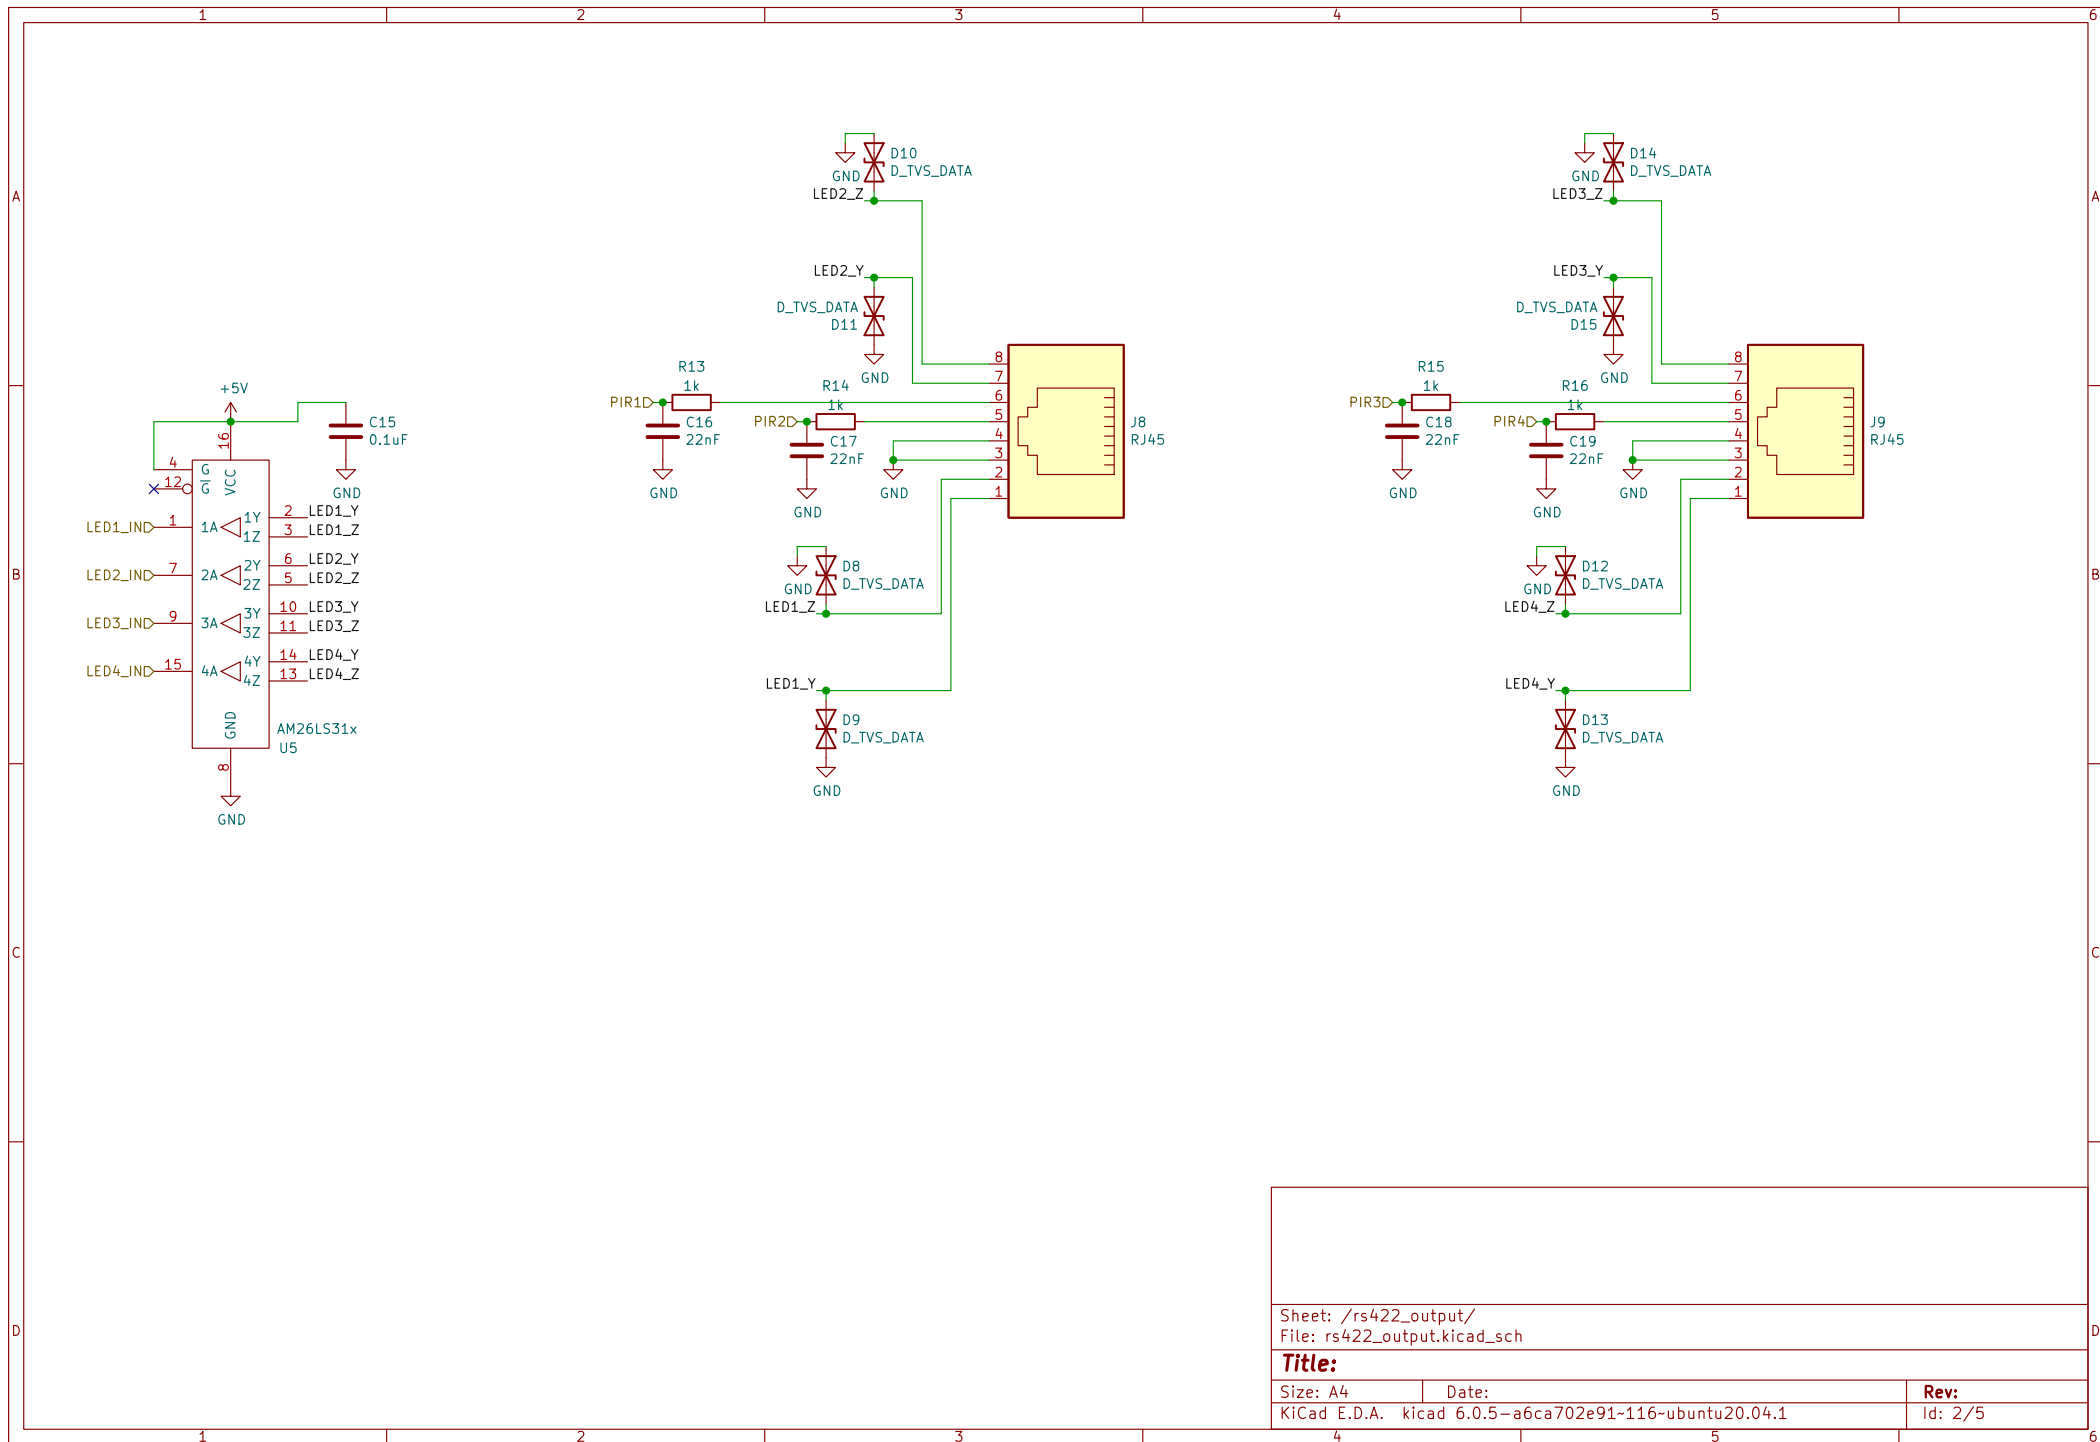 1 2 3 4 5 6
A A
B B
C C
D D
1 2 3 4 5 6
+5V
C15
0.1uF
GND
16
VCC
4 G
12 G
LED1_IN 1 1A
1Y 2 LED1_Y
1Z 3 LED1_Z
LED2_IN 7 2A
2Y 6 LED2_Y
2Z 5 LED2_Z
LED3_IN 9 3A
3Y 10 LED3_Y
3Z 11 LED3_Z
LED4_IN 15 4A
4Y 14 LED4_Y
4Z 13 LED4_Z
GND
8
AM26LS31x
U5
GND
D10
D_TVS_DATA
GND
LED2_Z
LED2_Y
D_TVS_DATA
D11
GND
R13
1k
PIR1
C16
22nF
GND
R14
1k
PIR2
C17
22nF
GND
GND
8
7
6
5
4
3
2
1
J8
RJ45
D8
D_TVS_DATA
GND
LED1_Z
LED1_Y
D9
D_TVS_DATA
GND
D14
D_TVS_DATA
GND
LED3_Z
LED3_Y
D_TVS_DATA
D15
GND
R15
1k
PIR3
C18
22nF
GND
R16
1k
PIR4
C19
22nF
GND
GND
8
7
6
5
4
3
2
1
J9
RJ45
D12
D_TVS_DATA
GND
LED4_Z
LED4_Y
D13
D_TVS_DATA
GND
Sheet: /rs422_output/
File: rs422_output.kicad_sch
Title:
Size: A4 Date: Rev:
KiCad E.D.A. kicad 6.0.5-a6ca702e91~116~ubuntu20.04.1 Id: 2/5